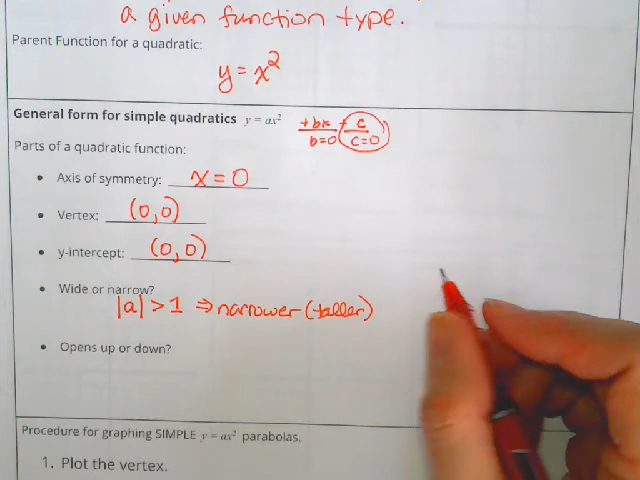 a given function type.
Parent Function for a quadratic:
y = x²
General form for simple quadratics y = ax² +bx + c
b=0 c=0
Parts of a quadratic function:
• Axis of symmetry: x = 0
• Vertex: (0,0)
• y-intercept: (0,0)
• Wide or narrow?
|a| > 1 ⇒ narrower (taller)
• Opens up or down?
Procedure for graphing SIMPLE y = ax² parabolas.
1. Plot the vertex.